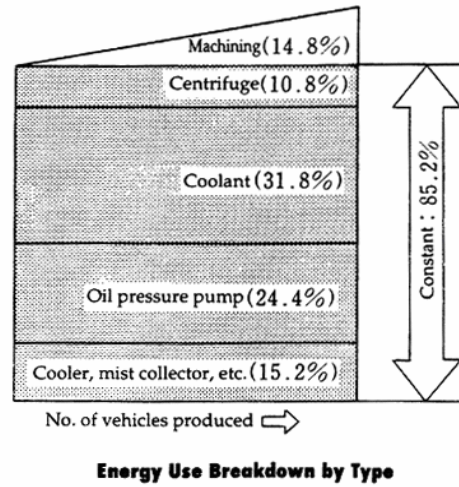 Machining(14.8%)
Centrifuge(10.8%)
Coolant(31.8%)
Oil pressure pump(24.4%)
Cooler, mist collector, etc.(15.2%)
Constant : 85.2%
No. of vehicles produced
Energy Use Breakdown by Type